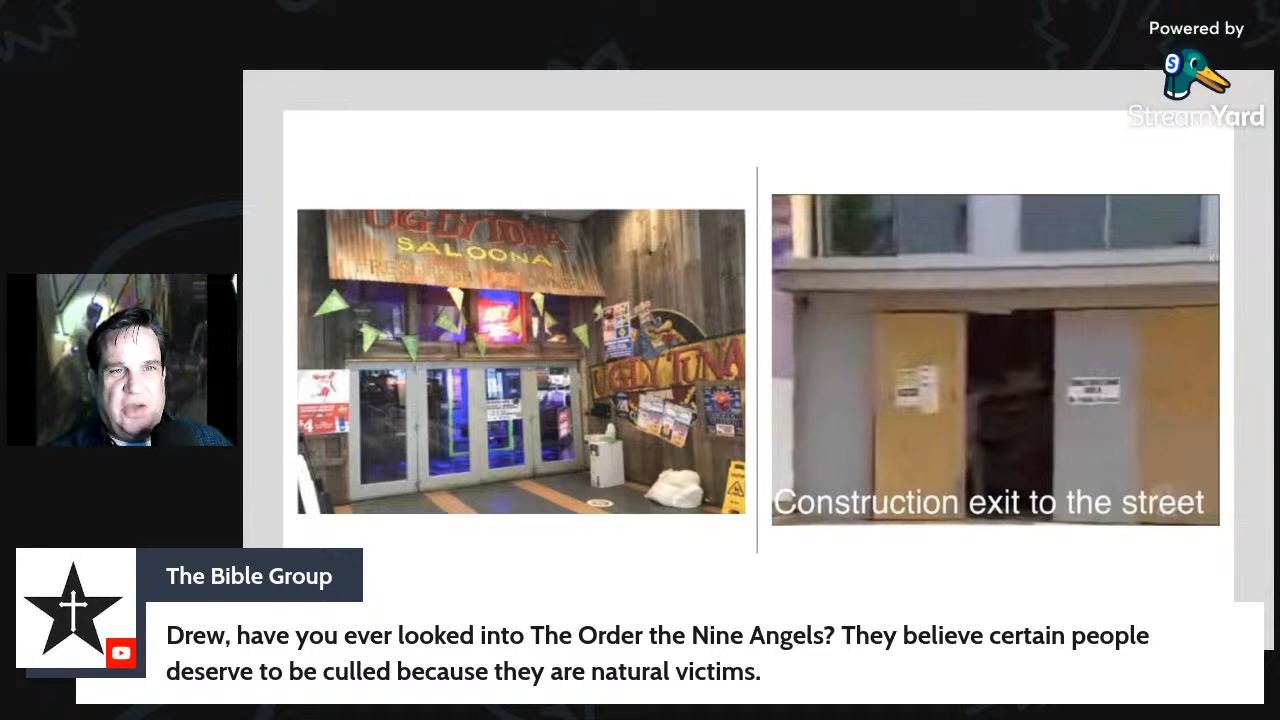 Powered by
StreamYard
UGLY TUNA
SALOONA
UGLY TUNA
$4
Construction exit to the street
The Bible Group
Drew, have you ever looked into The Order the Nine Angels? They believe certain people
deserve to be culled because they are natural victims.